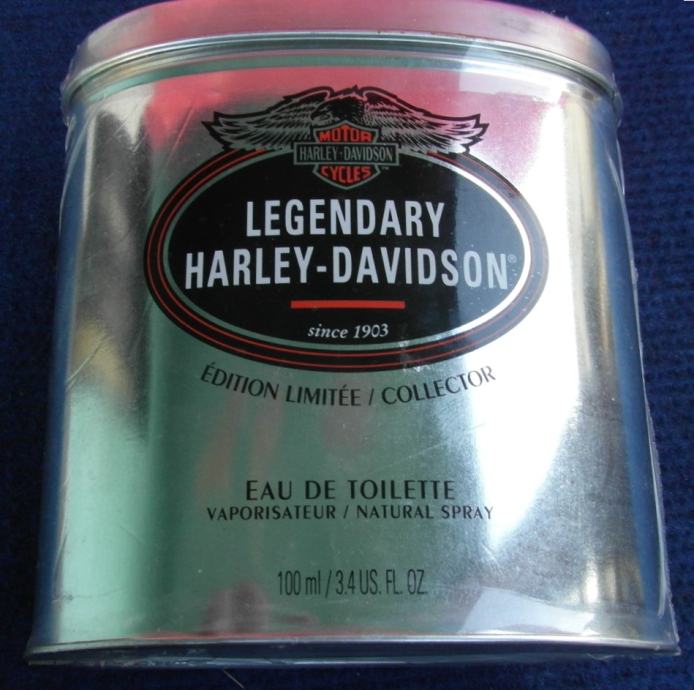 MOTOR
HARLEY-DAVIDSON
CYCLES™
LEGENDARY
HARLEY-DAVIDSON®
since 1903
ÉDITION LIMITÉE / COLLECTOR
EAU DE TOILETTE
VAPORISATEUR / NATURAL SPRAY
100 ml / 3.4 US. FL. OZ.